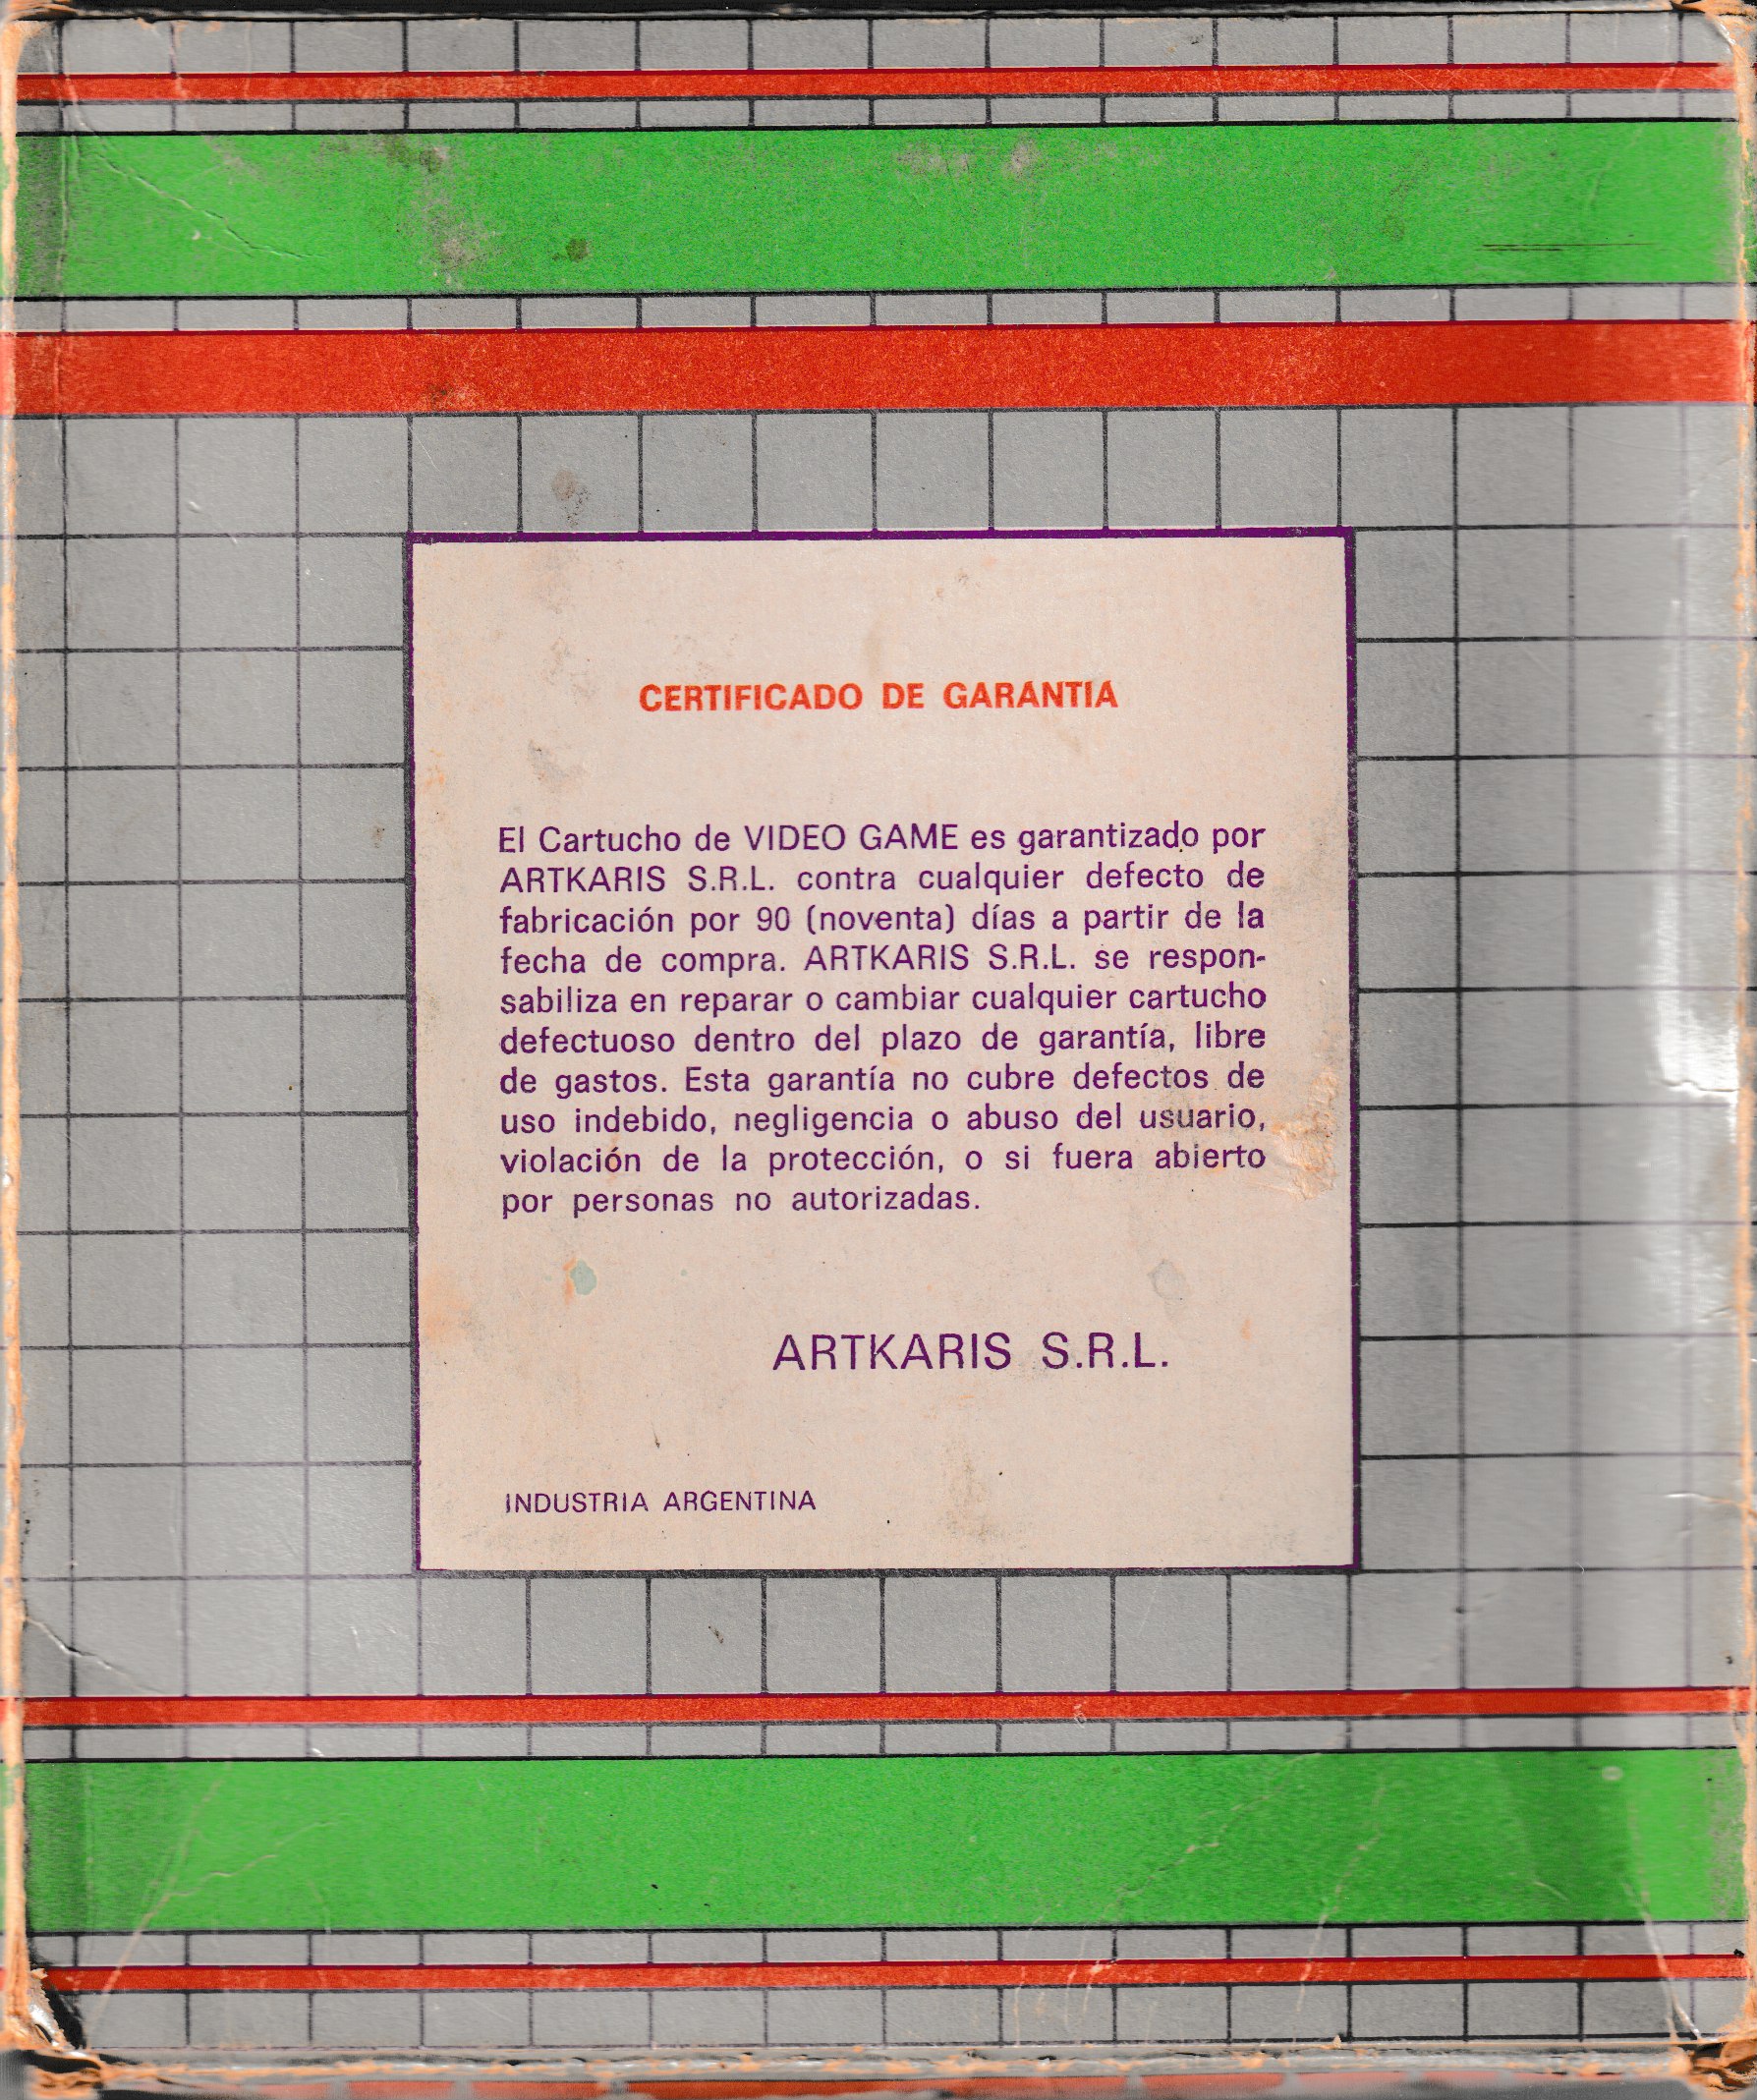 CERTIFICADO DE GARANTIA
El Cartucho de VIDEO GAME es garantizado por
ARTKARIS S.R.L. contra cualquier defecto de
fabricación por 90 (noventa) días a partir de la
fecha de compra. ARTKARIS S.R.L. se respon-
sabiliza en reparar o cambiar cualquier cartucho
defectuoso dentro del plazo de garantía, libre
de gastos. Esta garantía no cubre defectos de
uso indebido, negligencia o abuso del usuario,
violación de la protección, o si fuera abierto
por personas no autorizadas.
ARTKARIS S.R.L.
INDUSTRIA ARGENTINA